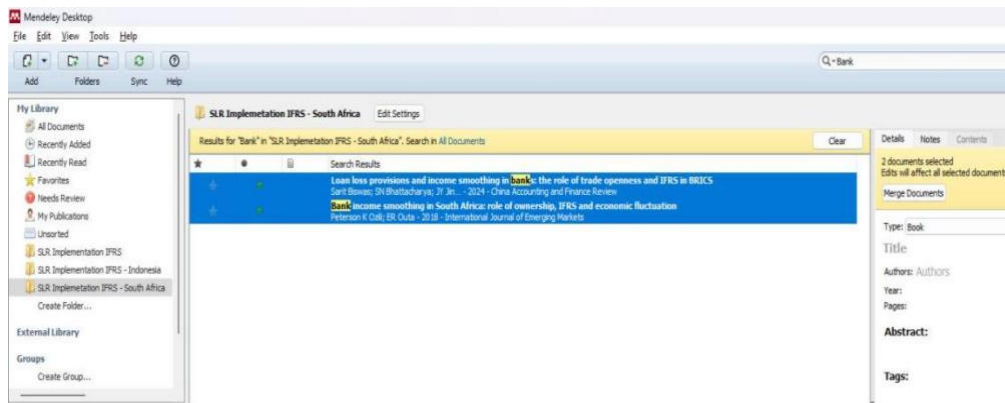 Mendeley Desktop
File Edit View Tools Help
Add Folders Sync Help
Bank
My Library
All Documents
Recently Added
Recently Read
Favorites
Needs Review
My Publications
Unsorted
SLR Implementation IFRS
SLR Implementation IFRS - Indonesia
SLR Implemetation IFRS - South Africa
Create Folder...
External Library
Groups
Create Group...
SLR Implemetation IFRS - South Africa Edit Settings
Results for "Bank" in "SLR Implemetation IFRS - South Africa". Search in All Documents Clear
Search Results
Loan loss provisions and income smoothing in banks: the role of trade openness and IFRS in BRICS
Sarit Biswas; SN Bhattacharya; JY Jin... - 2024 - China Accounting and Finance Review
Bank income smoothing in South Africa: role of ownership, IFRS and economic fluctuation
Peterson K Ozili; ER Outa - 2018 - International Journal of Emerging Markets
Details Notes Contents
2 documents selected
Edits will affect all selected document
Merge Documents
Type: Book
Title
Authors: Authors
Year:
Pages:
Abstract:
Tags: